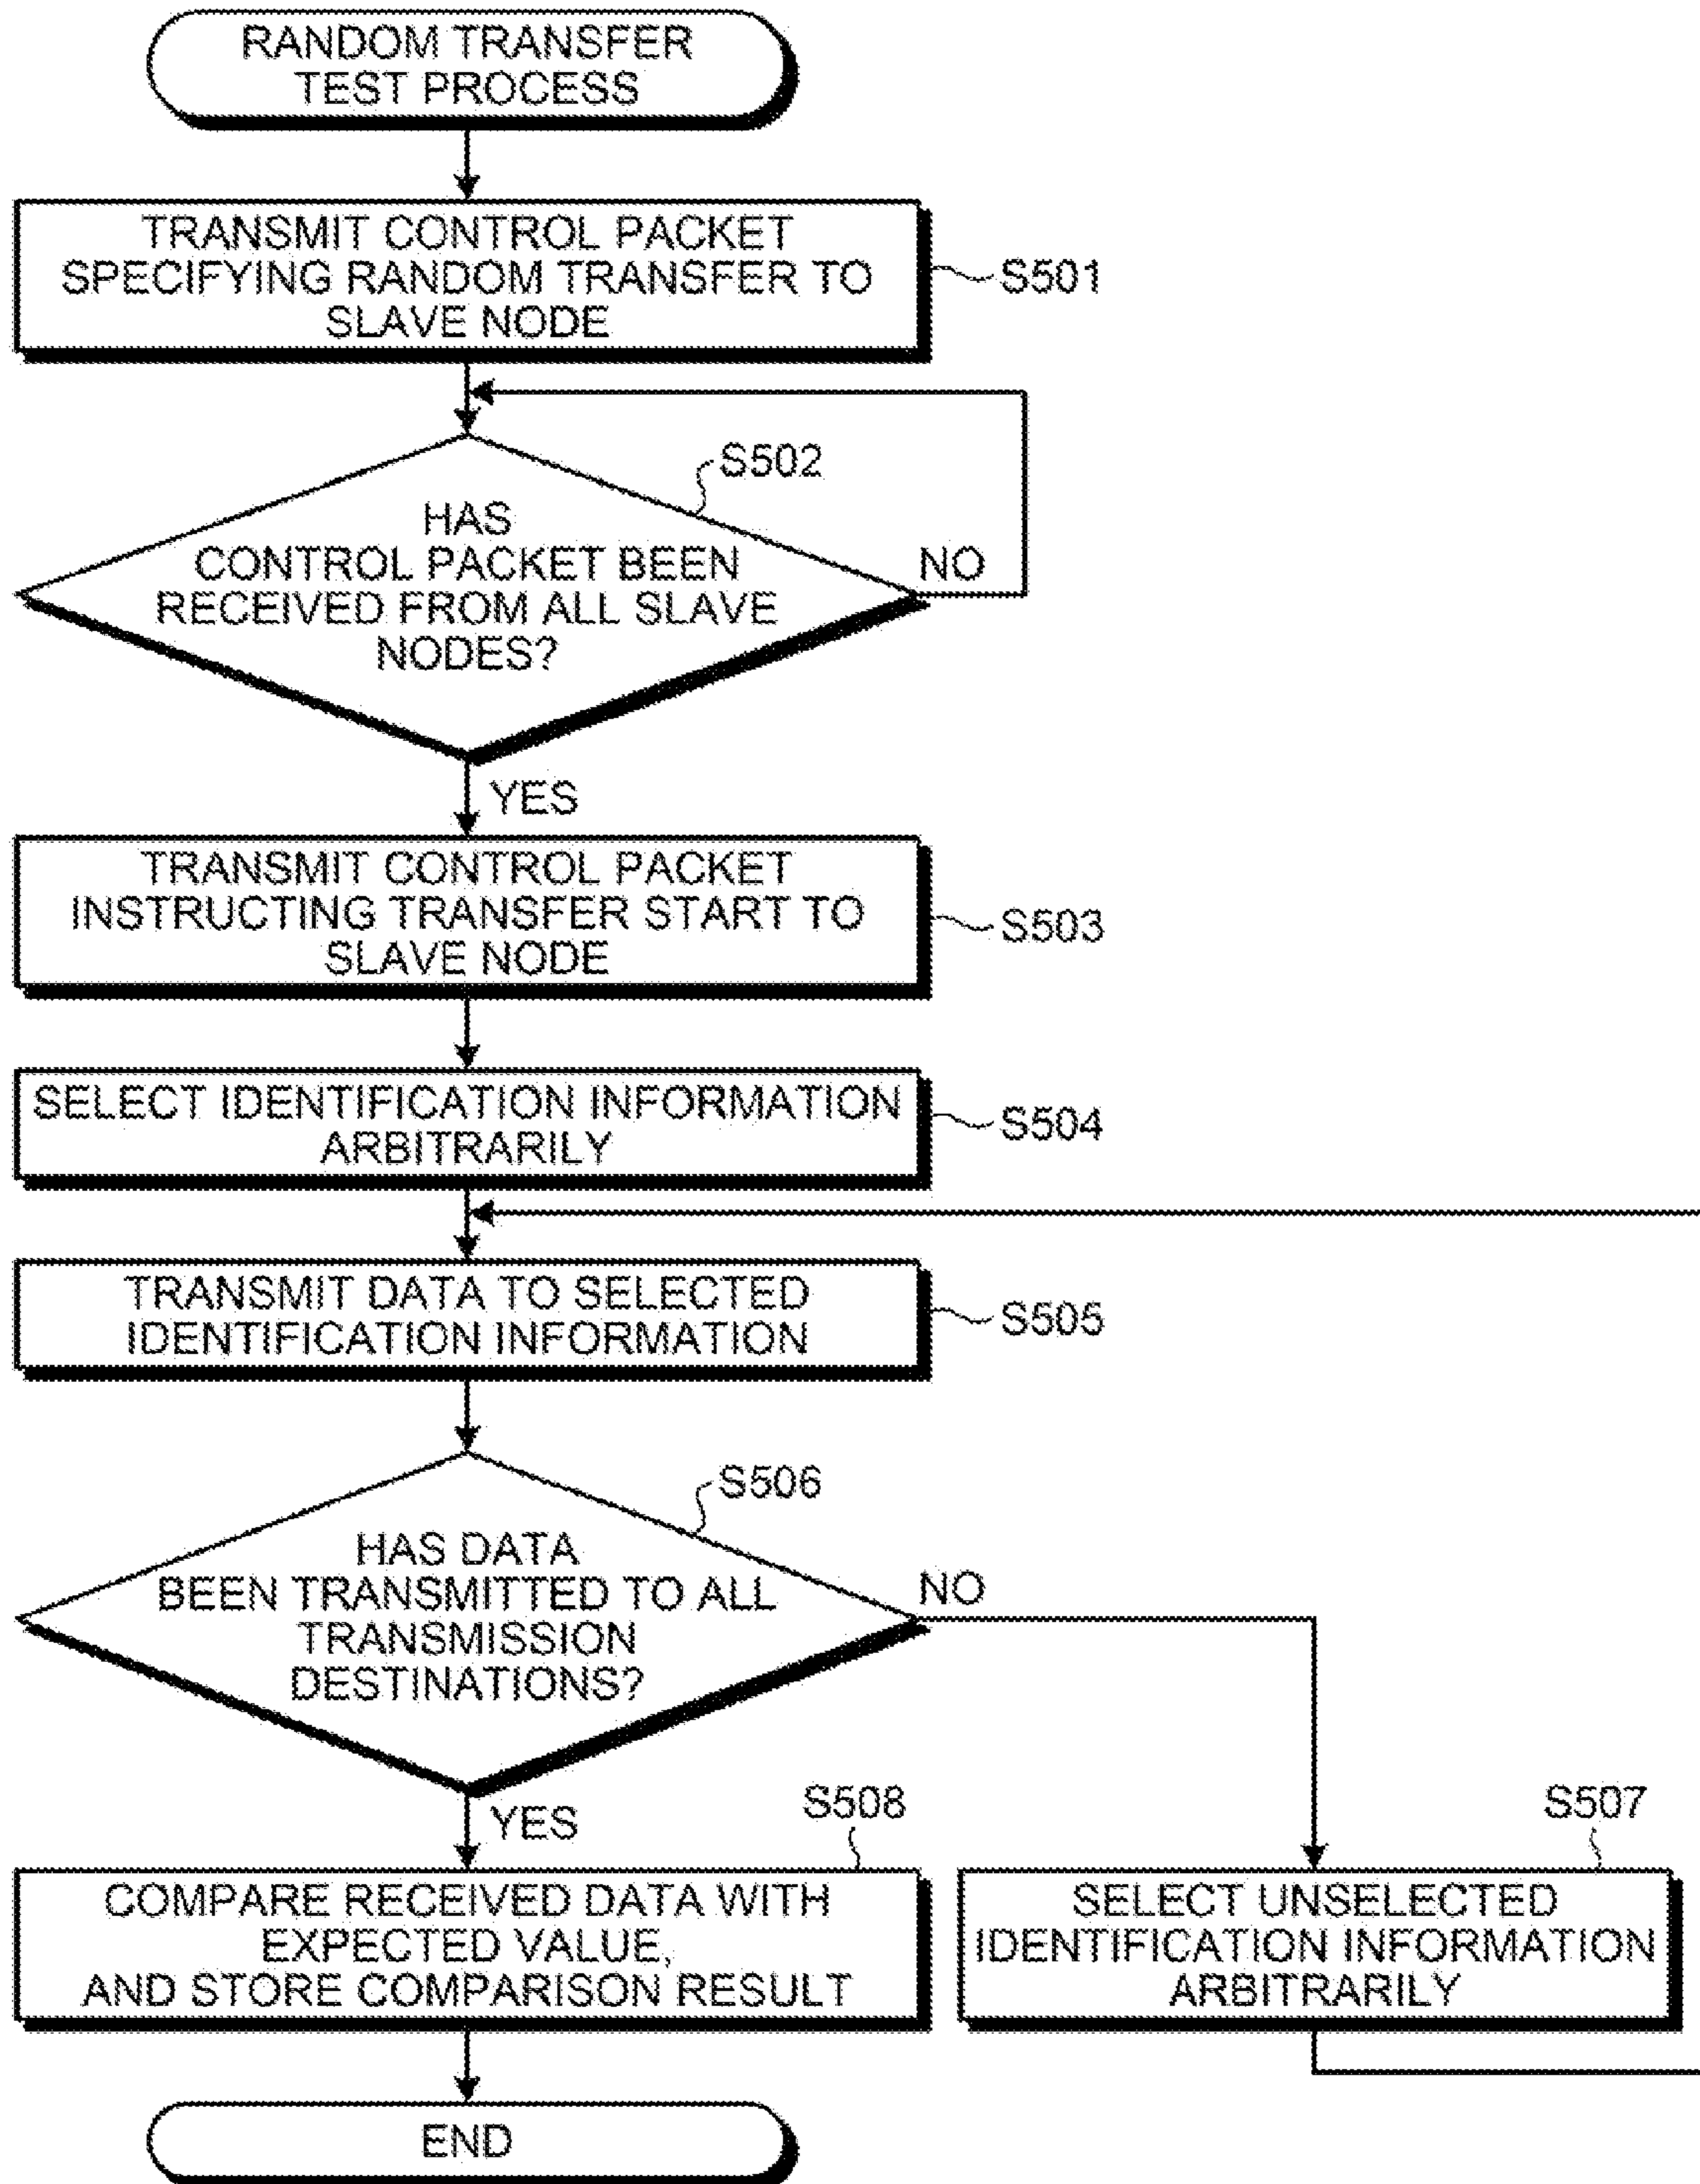 RANDOM TRANSFER
TEST PROCESS
TRANSMIT CONTROL PACKET
SPECIFYING RANDOM TRANSFER TO
SLAVE NODE
S501
S502
HAS
CONTROL PACKET BEEN
RECEIVED FROM ALL SLAVE
NODES?
NO
YES
TRANSMIT CONTROL PACKET
INSTRUCTING TRANSFER START TO
SLAVE NODE
S503
SELECT IDENTIFICATION INFORMATION
ARBITRARILY
S504
TRANSMIT DATA TO SELECTED
IDENTIFICATION INFORMATION
S505
S506
HAS DATA
BEEN TRANSMITTED TO ALL
TRANSMISSION
DESTINATIONS?
NO
YES
S508
COMPARE RECEIVED DATA WITH
EXPECTED VALUE,
AND STORE COMPARISON RESULT
S507
SELECT UNSELECTED
IDENTIFICATION INFORMATION
ARBITRARILY
END